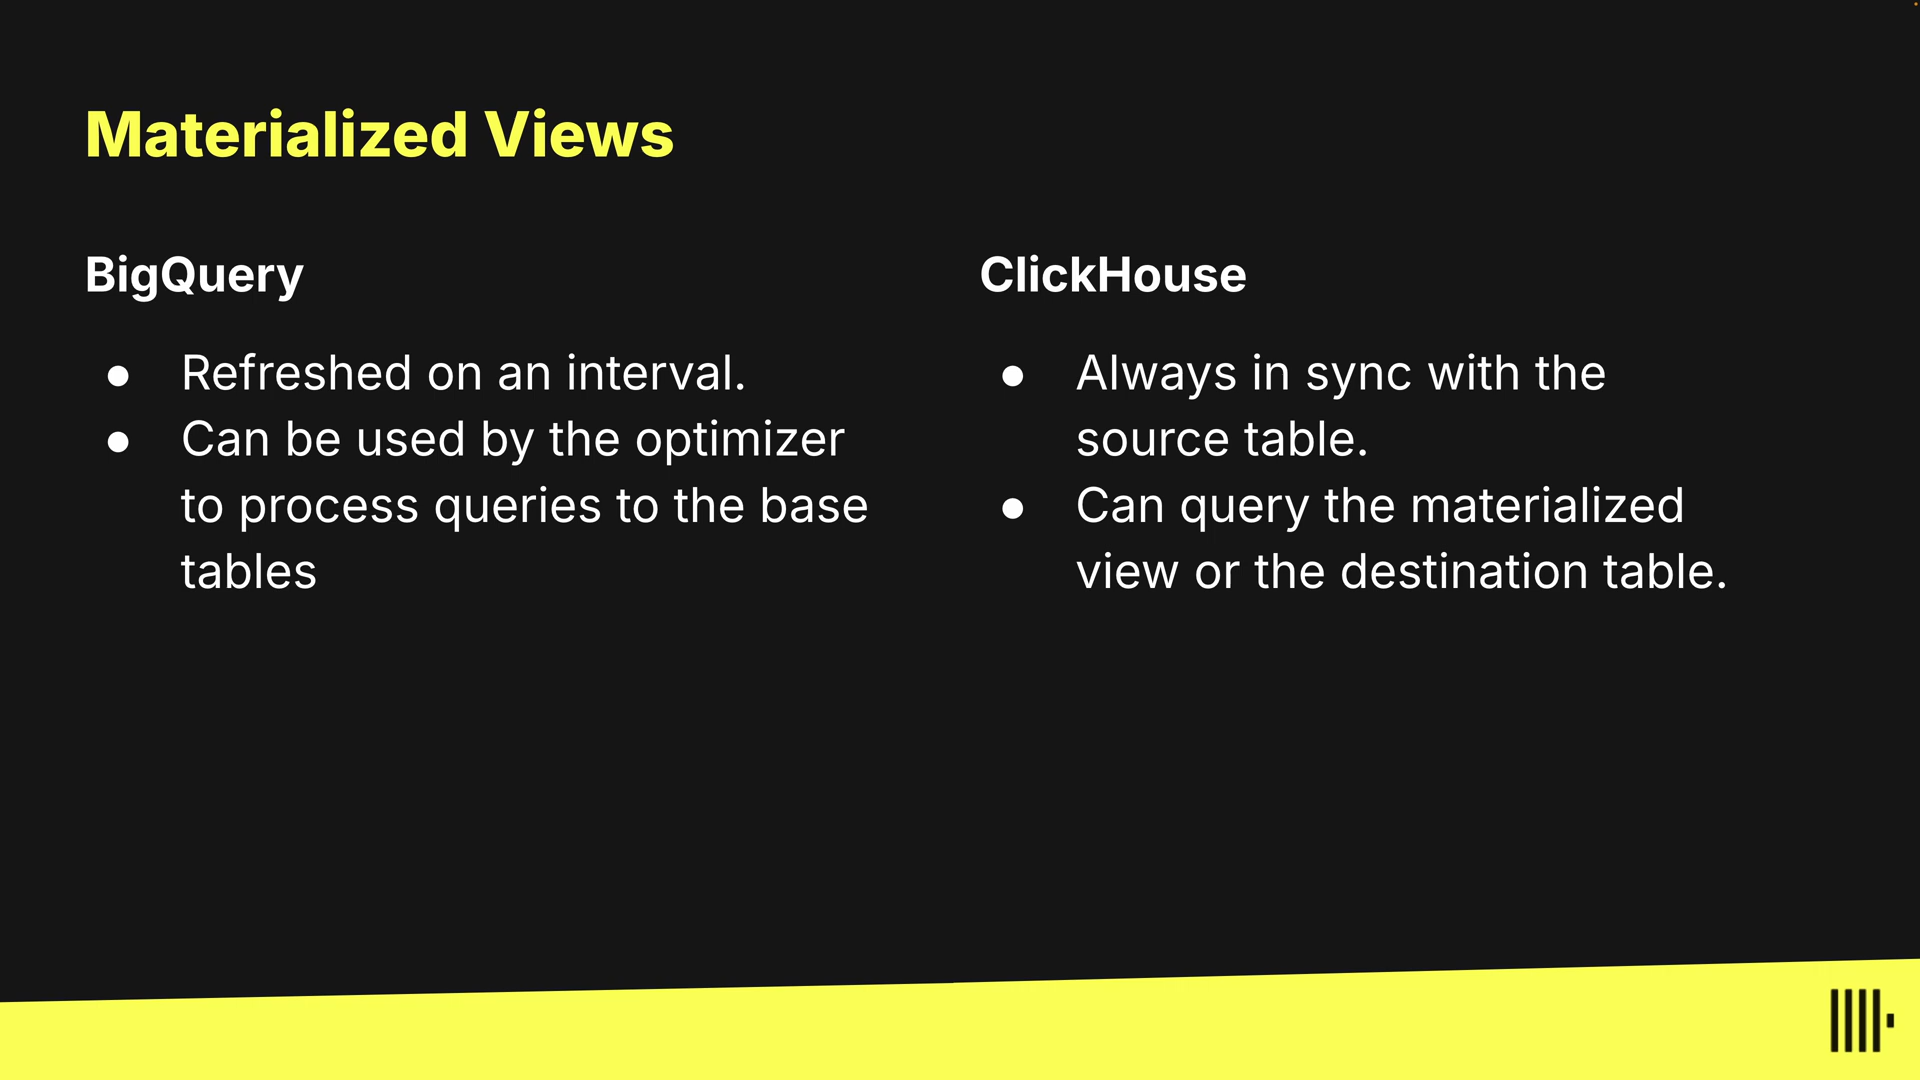 Materialized Views
BigQuery
● Refreshed on an interval.
● Can be used by the optimizer
to process queries to the base
tables
ClickHouse
● Always in sync with the
source table.
● Can query the materialized
view or the destination table.